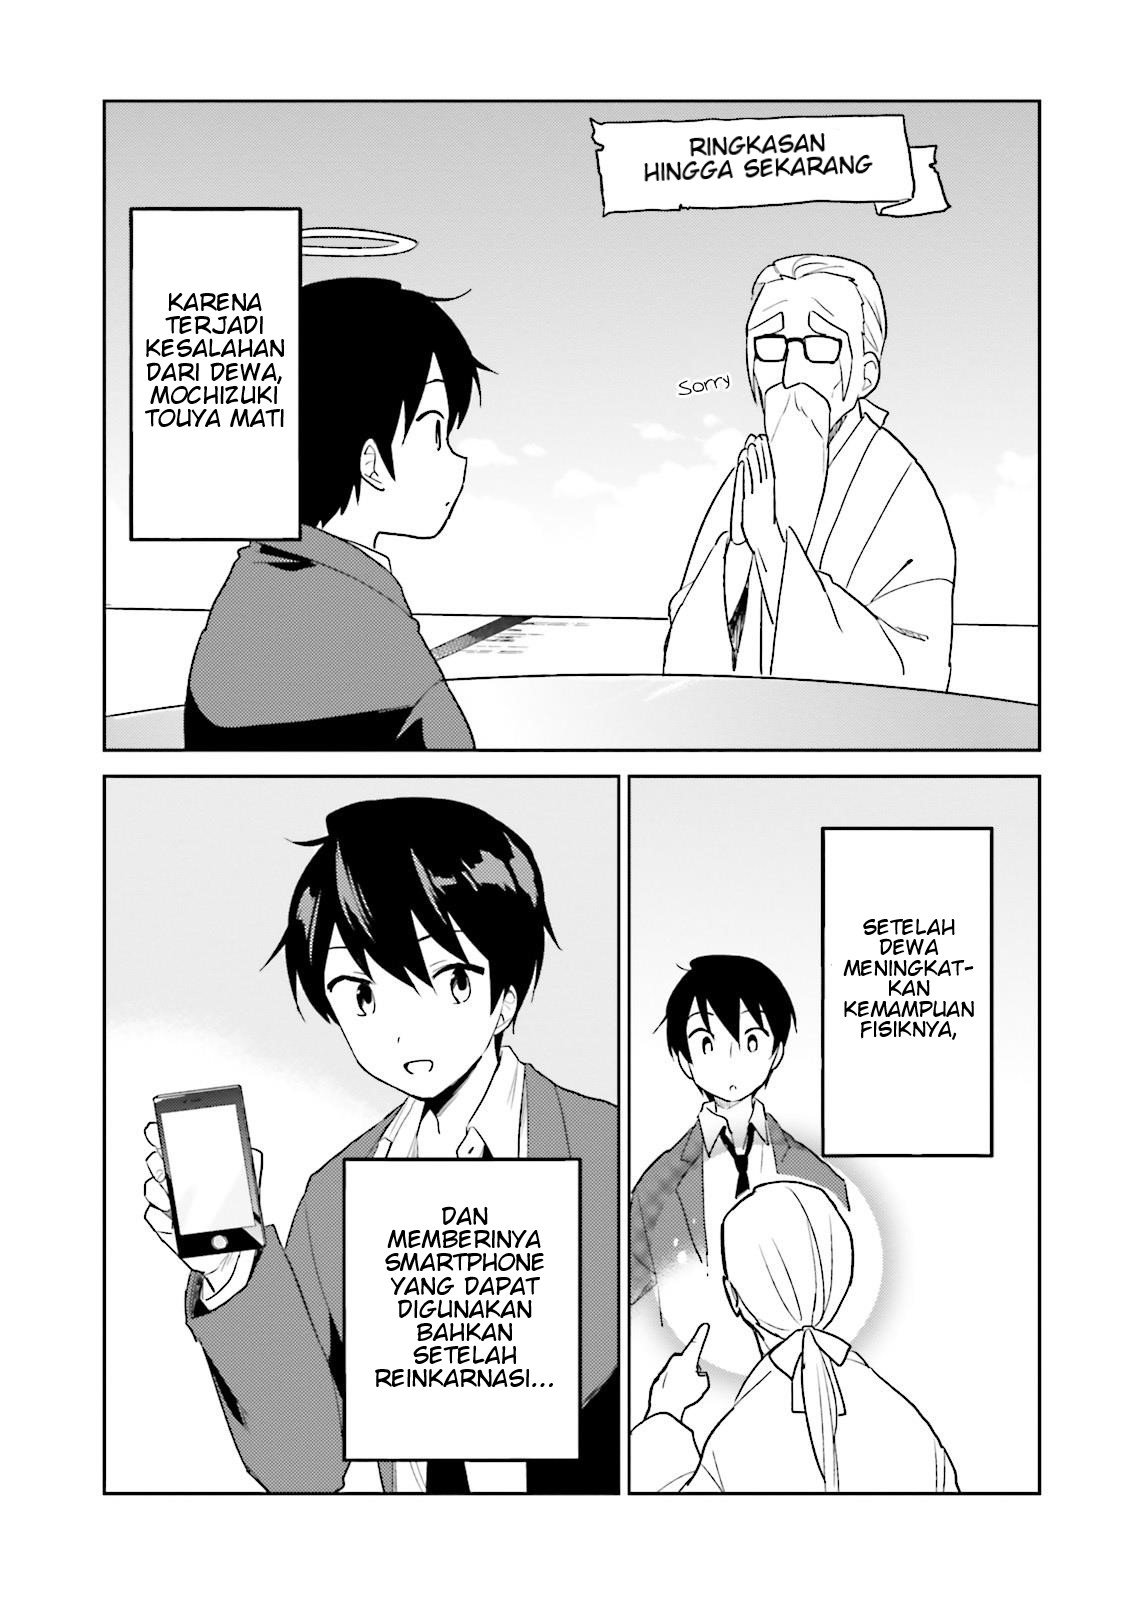 RINGKASAN
HINGGA SEKARANG
KARENA
TERJADI
KESALAHAN
DARI DEWA,
MOCHIZUKI
TOUYA MATI
Sorry
SETELAH
DEWA
MENINGKAT-
KAN
KEMAMPUAN
FISIKNYA,
DAN
MEMBERINYA
SMARTPHONE
YANG DAPAT
DIGUNAKAN
BAHKAN
SETELAH
REINKARNASI...